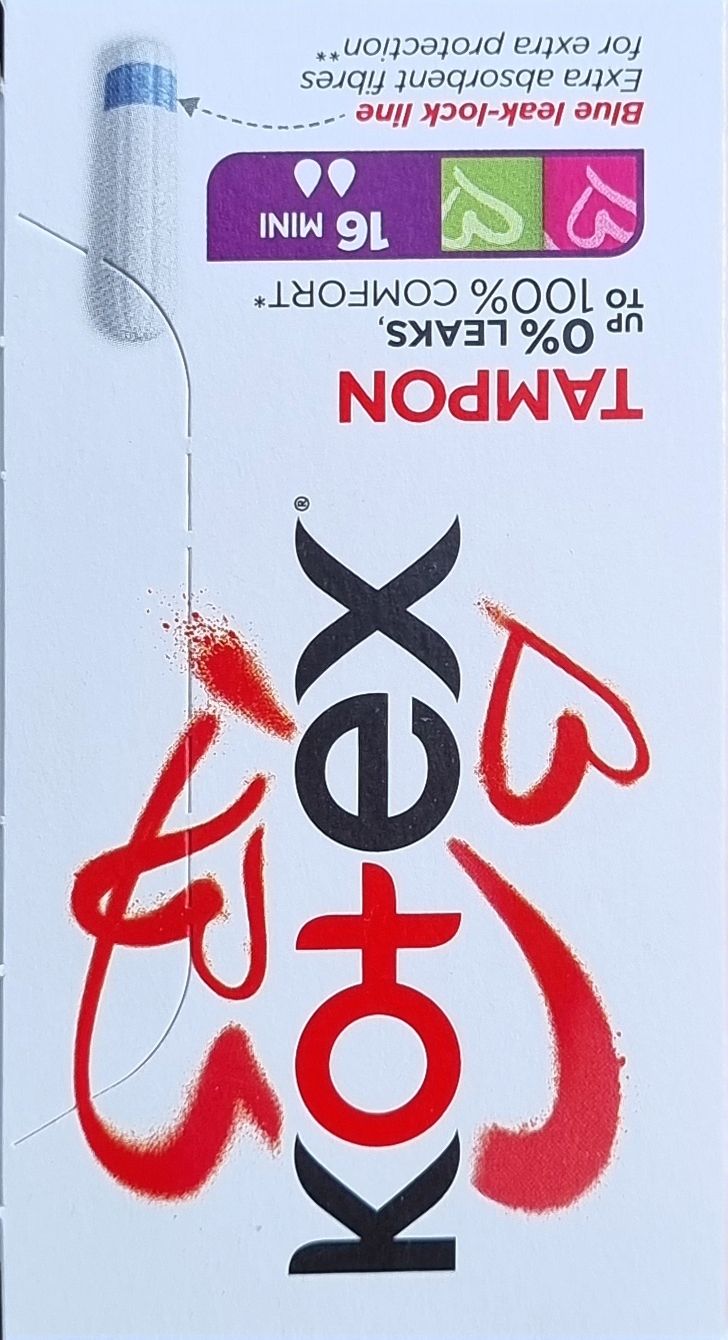 kotex®
TAMPON
UP TO 0% LEAKS,
100% COMFORT*
16 MINI
Blue leak-lock line
Extra absorbent fibres
for extra protection**